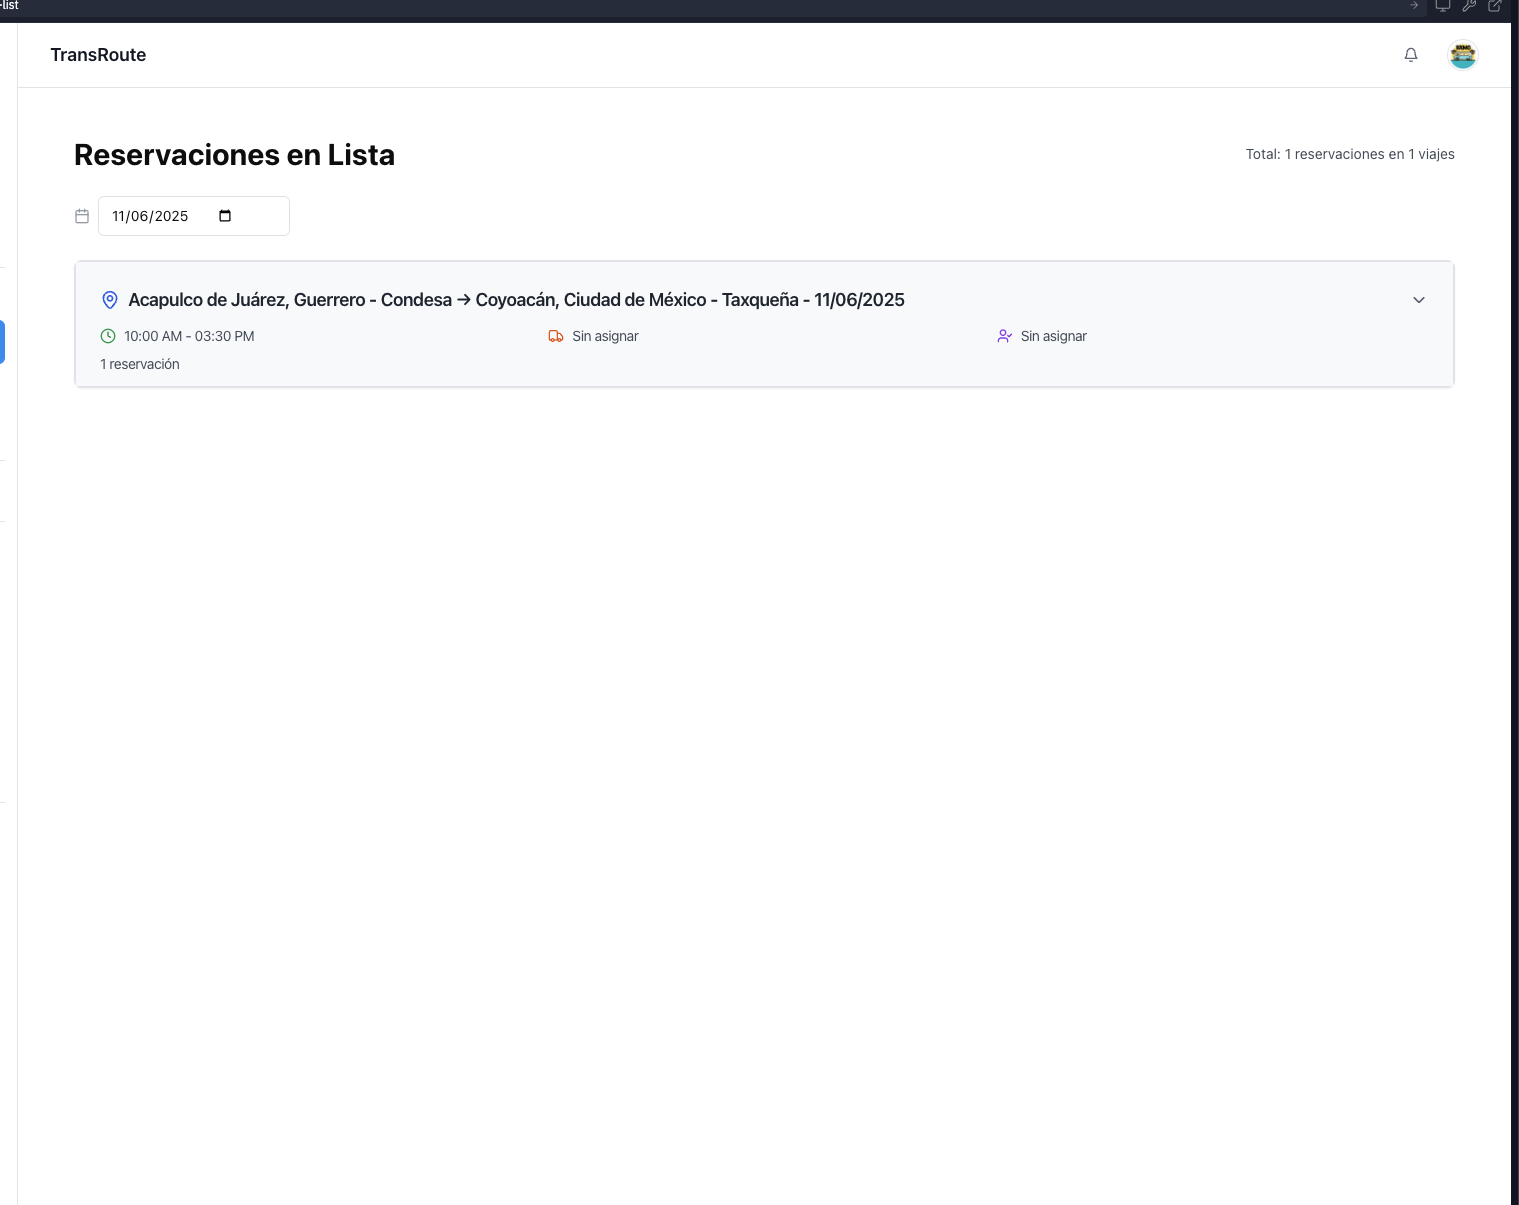 -list
TransRoute
Reservaciones en Lista
Total: 1 reservaciones en 1 viajes
11/06/2025
Acapulco de Juárez, Guerrero - Condesa → Coyoacán, Ciudad de México - Taxqueña - 11/06/2025
10:00 AM - 03:30 PM
Sin asignar
Sin asignar
1 reservación